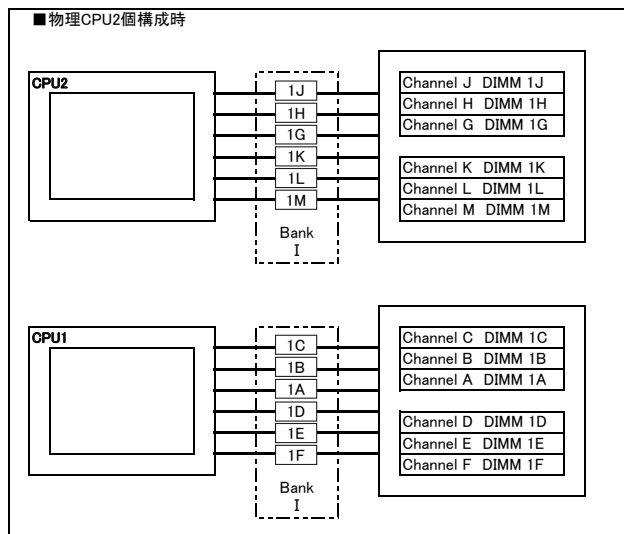 ■物理CPU2個構成時
CPU2
1J
1H
1G
1K
1L
1M
Bank
I
Channel J DIMM 1J
Channel H DIMM 1H
Channel G DIMM 1G
Channel K DIMM 1K
Channel L DIMM 1L
Channel M DIMM 1M
CPU1
1C
1B
1A
1D
1E
1F
Bank
I
Channel C DIMM 1C
Channel B DIMM 1B
Channel A DIMM 1A
Channel D DIMM 1D
Channel E DIMM 1E
Channel F DIMM 1F